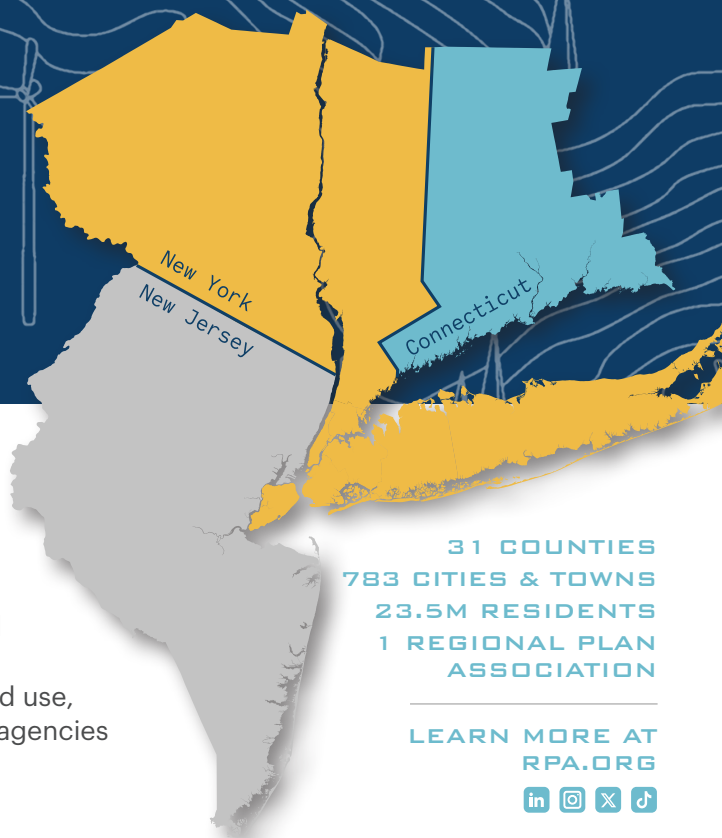 New York
New Jersey
Connecticut
31 COUNTIES
783 CITIES & TOWNS
23.5M RESIDENTS
1 REGIONAL PLAN
ASSOCIATION
d use,
agencies
LEARN MORE AT
RPA.ORG
in
X